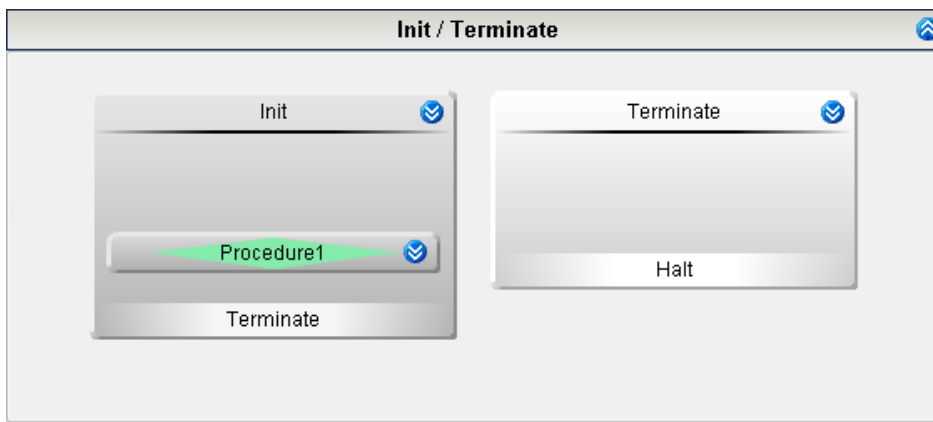 Init / Terminate
Init
Terminate
Procedure1
Halt
Terminate